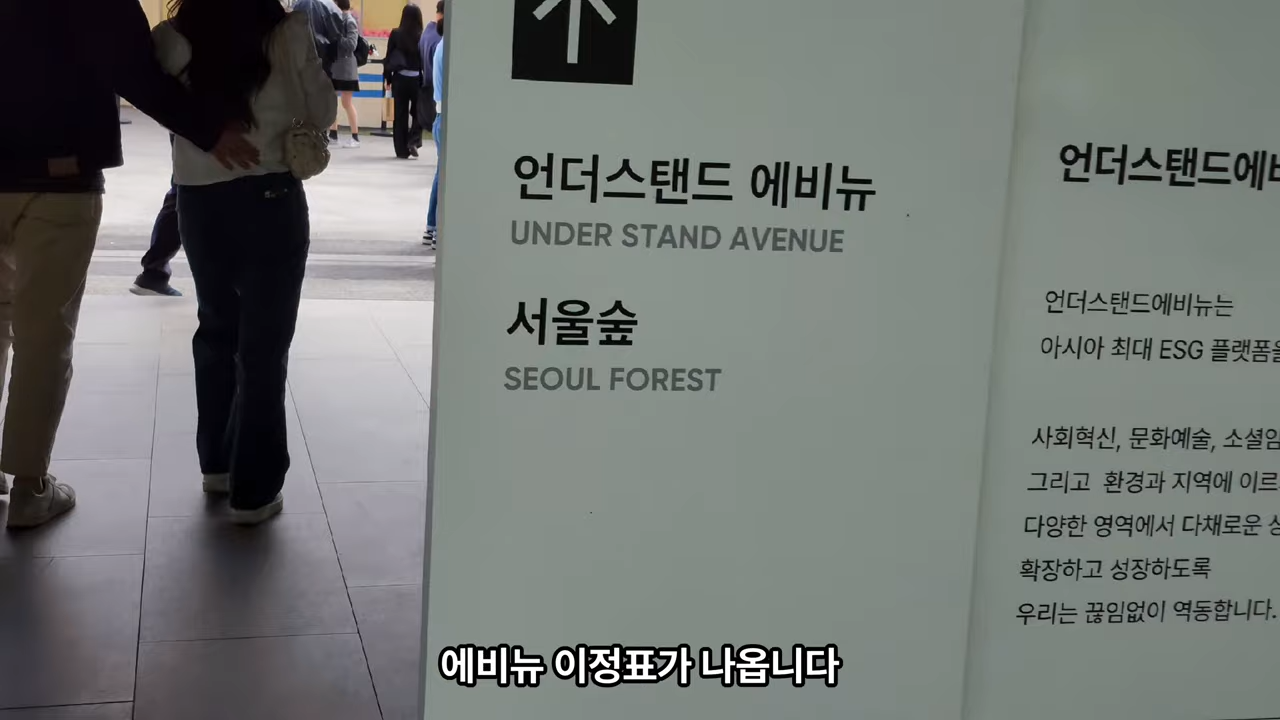 언더스탠드 에비뉴
UNDER STAND AVENUE
서울숲
SEOUL FOREST
언더스탠드에비
언더스탠드에비뉴는
아시아 최대 ESG 플랫폼을
사회혁신, 문화예술, 소셜임
그리고 환경과 지역에 이르
다양한 영역에서 다채로운
확장하고 성장하도록
우리는 끊임없이 역동합니다.
에비뉴 이정표가 나옵니다